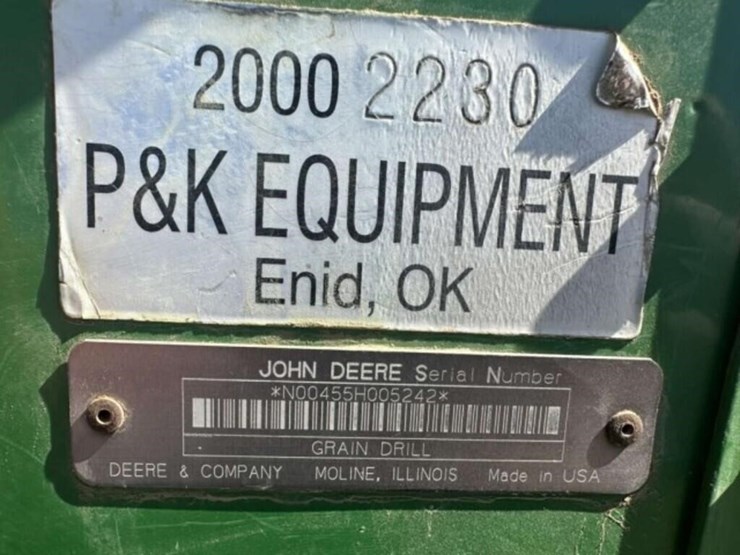 2000 2230
P&K EQUIPMENT
Enid, OK
JOHN DEERE Serial Number
*N00455H005242*
GRAIN DRILL
DEERE & COMPANY MOLINE, ILLINOIS Made in USA